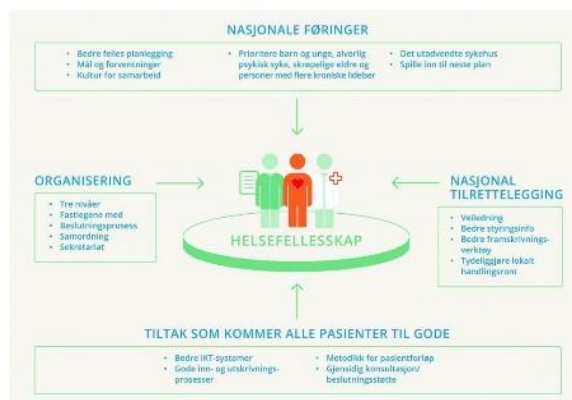 NASJONALE FØRINGER
• Bedre felles planlegging
• Mål og forventninger
• Kultur for samarbeid
• Prioritere barn og unge, alvorlig
psykisk syke, skrøpelige eldre og
personer med flere kroniske lidelser
• Det utadvendte sykehus
• Spille inn til neste plan
ORGANISERING
• Tre nivåer
• Fastlegene med
• Beslutningsprosess
• Samordning
• Sekretariat
HELSEFELLESSKAP
NASJONAL
TILRETTELEGGING
• Veiledning
• Bedre styringsinfo
• Bedre framskrivnings-
verktøy
• Tydeliggjøre lokalt
handlingsrom
TILTAK SOM KOMMER ALLE PASIENTER TIL GODE
• Bedre IKT-systemer
• Gode inn- og utskrivnings-
prosesser
• Metodikk for pasientforløp
• Gjensidig konsultasjon/
beslutningsstøtte